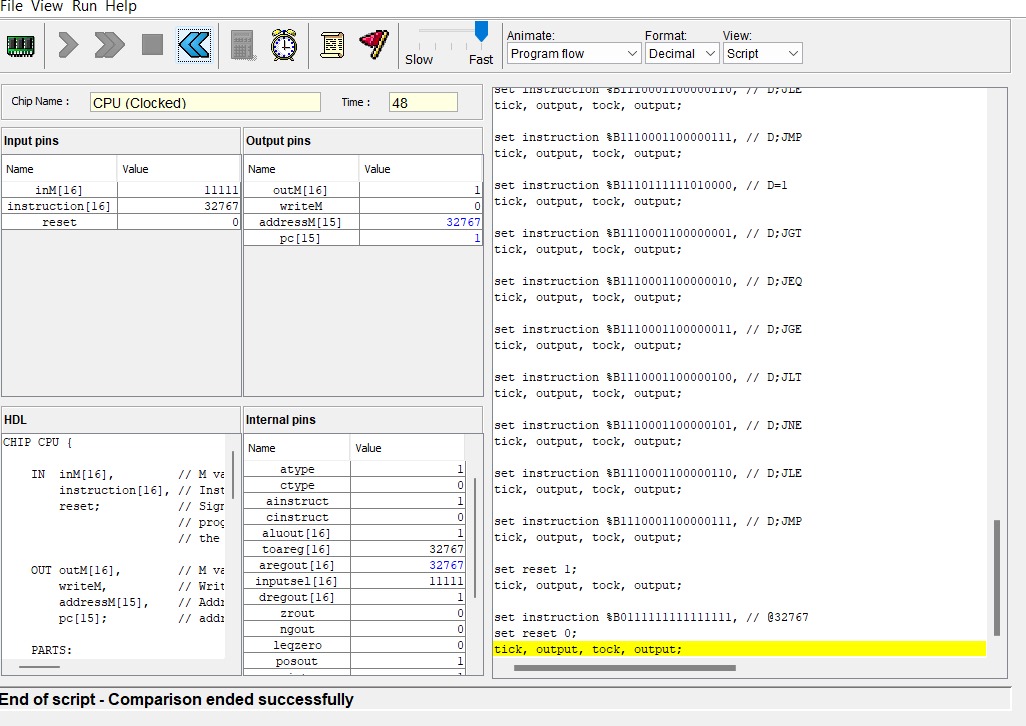 File View Run Help
Animate: Format: View:
Slow Fast Program flow Decimal Script
Chip Name : CPU (Clocked) Time : 48
Input pins
Name Value
inM[16] 11111
instruction[16] 32767
reset 0
Output pins
Name Value
outM[16] 1
writeM 0
addressM[15] 32767
pc[15] 1
HDL
CHIP CPU {
IN inM[16], // M va
instruction[16], // Inst
reset; // Sign
// prog
// the
OUT outM[16], // M va
writeM, // Writ
addressM[15], // Addr
pc[15]; // addr
PARTS:
Internal pins
Name Value
atype 1
ctype 0
ainstruct 1
cinstruct 0
aluout[16] 1
toareg[16] 32767
aregout[16] 32767
inputsel[16] 11111
dregout[16] 1
zrout 0
ngout 0
leqzero 0
posout 1
set instruction %B1110001100000110, // D;JLE
tick, output, tock, output;
set instruction %B1110001100000111, // D;JMP
tick, output, tock, output;
set instruction %B1110111111010000, // D=1
tick, output, tock, output;
set instruction %B1110001100000001, // D;JGT
tick, output, tock, output;
set instruction %B1110001100000010, // D;JEQ
tick, output, tock, output;
set instruction %B1110001100000011, // D;JGE
tick, output, tock, output;
set instruction %B1110001100000100, // D;JLT
tick, output, tock, output;
set instruction %B1110001100000101, // D;JNE
tick, output, tock, output;
set instruction %B1110001100000110, // D;JLE
tick, output, tock, output;
set instruction %B1110001100000111, // D;JMP
tick, output, tock, output;
set reset 1;
tick, output, tock, output;
set instruction %B0111111111111111, // @32767
set reset 0;
tick, output, tock, output;
End of script - Comparison ended successfully